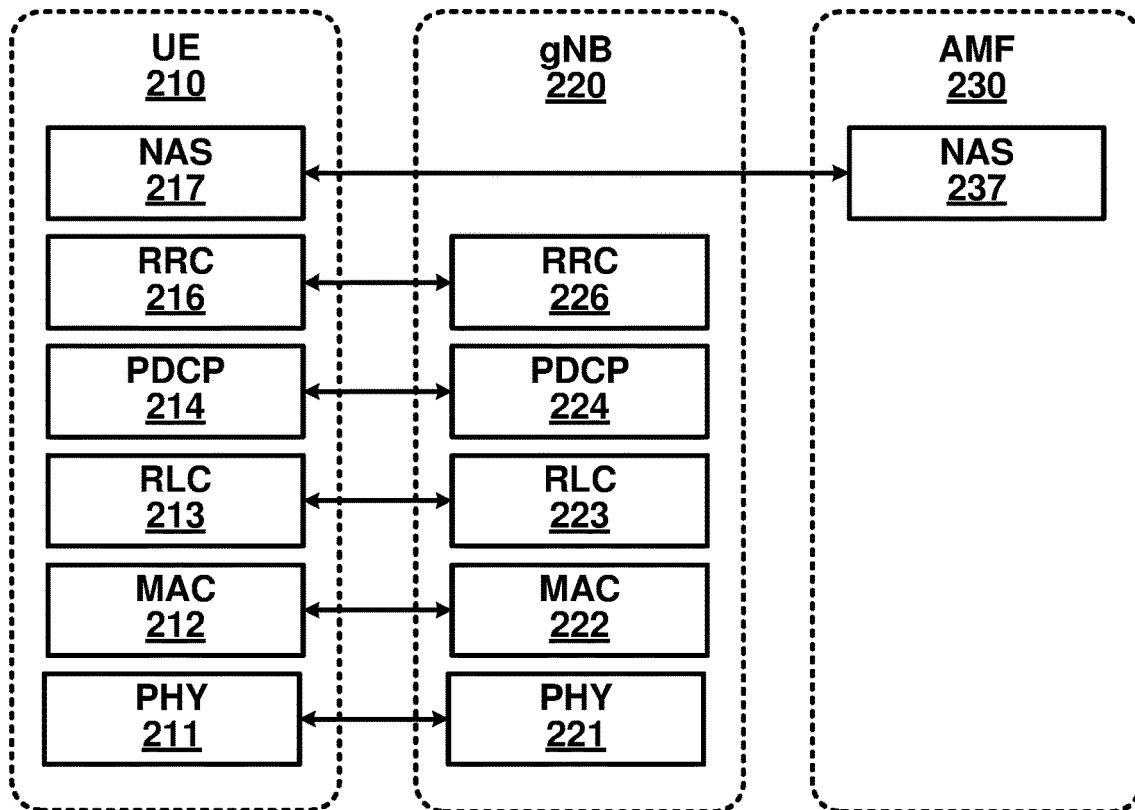 UE
210
gNB
220
AMF
230
NAS
217
NAS
237
RRC
216
RRC
226
PDCP
214
PDCP
224
RLC
213
RLC
223
MAC
212
MAC
222
PHY
211
PHY
221